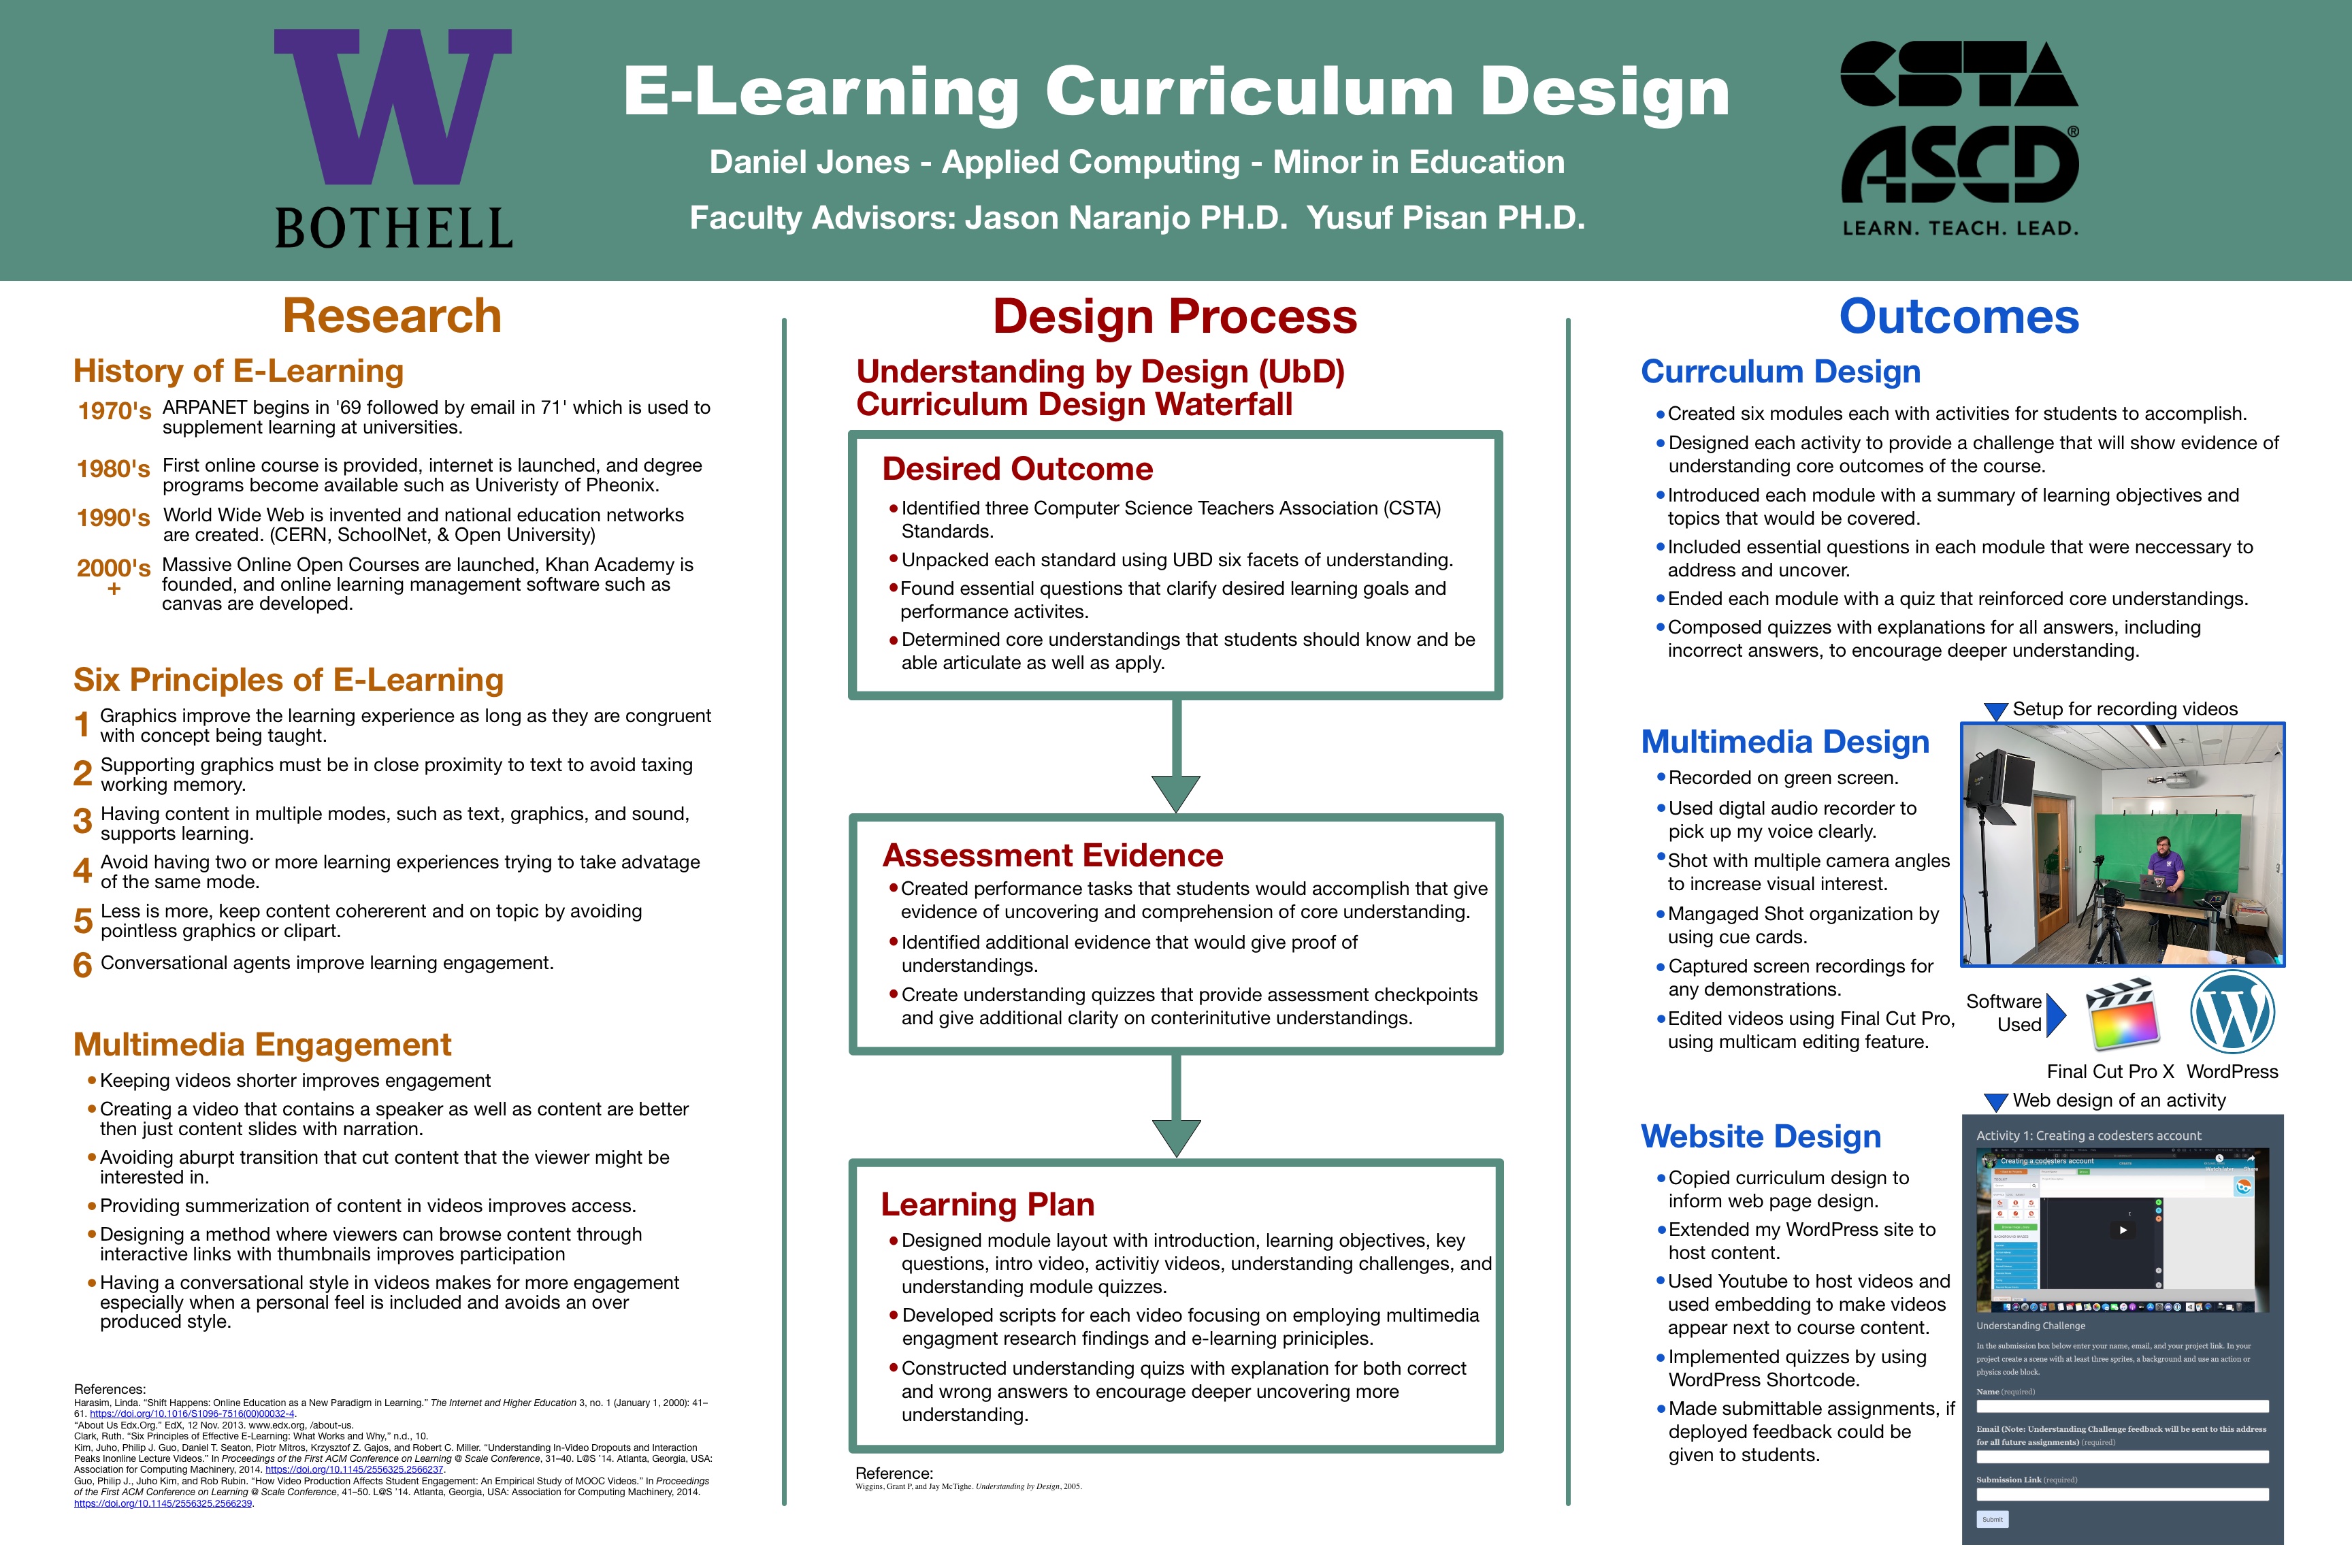 W
BOTHELL
E-Learning Curriculum Design
Daniel Jones - Applied Computing - Minor in Education
Faculty Advisors: Jason Naranjo PH.D.  Yusuf Pisan PH.D.
CSTA
ASCD®
LEARN. TEACH. LEAD.
Research
History of E-Learning
1970's ARPANET begins in '69 followed by email in 71' which is used to
supplement learning at universities.
1980's First online course is provided, internet is launched, and degree
programs become available such as Univeristy of Pheonix.
1990's World Wide Web is invented and national education networks
are created. (CERN, SchoolNet, & Open University)
2000's Massive Online Open Courses are launched, Khan Academy is
+ founded, and online learning management software such as
canvas are developed.
Six Principles of E-Learning
1 Graphics improve the learning experience as long as they are congruent
with concept being taught.
2 Supporting graphics must be in close proximity to text to avoid taxing
working memory.
3 Having content in multiple modes, such as text, graphics, and sound,
supports learning.
4 Avoid having two or more learning experiences trying to take advatage
of the same mode.
5 Less is more, keep content cohererent and on topic by avoiding
pointless graphics or clipart.
6 Conversational agents improve learning engagement.
Multimedia Engagement
•Keeping videos shorter improves engagement
•Creating a video that contains a speaker as well as content are better
then just content slides with narration.
•Avoiding aburpt transition that cut content that the viewer might be
interested in.
•Providing summerization of content in videos improves access.
•Designing a method where viewers can browse content through
interactive links with thumbnails improves participation
•Having a conversational style in videos makes for more engagement
especially when a personal feel is included and avoids an over
produced style.
References:
Harasim, Linda. “Shift Happens: Online Education as a New Paradigm in Learning.” The Internet and Higher Education 3, no. 1 (January 1, 2000): 41–
61. https://doi.org/10.1016/S1096-7516(00)00032-4.
“About Us Edx.Org.” EdX, 12 Nov. 2013. www.edx.org, /about-us.
Clark, Ruth. “Six Principles of Effective E-Learning: What Works and Why,” n.d., 10.
Kim, Juho, Philip J. Guo, Daniel T. Seaton, Piotr Mitros, Krzysztof Z. Gajos, and Robert C. Miller. “Understanding In-Video Dropouts and Interaction
Peaks Inonline Lecture Videos.” In Proceedings of the First ACM Conference on Learning @ Scale Conference, 31–40. L@S ’14. Atlanta, Georgia, USA:
Association for Computing Machinery, 2014. https://doi.org/10.1145/2556325.2566237.
Guo, Philip J., Juho Kim, and Rob Rubin. “How Video Production Affects Student Engagement: An Empirical Study of MOOC Videos.” In Proceedings
of the First ACM Conference on Learning @ Scale Conference, 41–50. L@S ’14. Atlanta, Georgia, USA: Association for Computing Machinery, 2014.
https://doi.org/10.1145/2556325.2566239.
Design Process
Understanding by Design (UbD)
Curriculum Design Waterfall
Desired Outcome
•Identified three Computer Science Teachers Association (CSTA)
Standards.
•Unpacked each standard using UBD six facets of understanding.
•Found essential questions that clarify desired learning goals and
performance activites.
•Determined core understandings that students should know and be
able articulate as well as apply.
Assessment Evidence
•Created performance tasks that students would accomplish that give
evidence of uncovering and comprehension of core understanding.
•Identified additional evidence that would give proof of
understandings.
•Create understanding quizzes that provide assessment checkpoints
and give additional clarity on conterinitutive understandings.
Learning Plan
•Designed module layout with introduction, learning objectives, key
questions, intro video, activitiy videos, understanding challenges, and
understanding module quizzes.
•Developed scripts for each video focusing on employing multimedia
engagment research findings and e-learning priniciples.
•Constructed understanding quizs with explanation for both correct
and wrong answers to encourage deeper uncovering more
understanding.
Reference:
Wiggins, Grant P, and Jay McTighe. Understanding by Design, 2005.
Outcomes
Currculum Design
•Created six modules each with activities for students to accomplish.
•Designed each activity to provide a challenge that will show evidence of
understanding core outcomes of the course.
•Introduced each module with a summary of learning objectives and
topics that would be covered.
•Included essential questions in each module that were neccessary to
address and uncover.
•Ended each module with a quiz that reinforced core understandings.
•Composed quizzes with explanations for all answers, including
incorrect answers, to encourage deeper understanding.
Setup for recording videos
Multimedia Design
•Recorded on green screen.
•Used digtal audio recorder to
pick up my voice clearly.
•Shot with multiple camera angles
to increase visual interest.
•Mangaged Shot organization by
using cue cards.
•Captured screen recordings for
any demonstrations.
•Edited videos using Final Cut Pro,
using multicam editing feature.
Software
Used
Final Cut Pro X WordPress
Web design of an activity
Website Design
•Copied curriculum design to
inform web page design.
•Extended my WordPress site to
host content.
•Used Youtube to host videos and
used embedding to make videos
appear next to course content.
•Implemented quizzes by using
WordPress Shortcode.
•Made submittable assignments, if
deployed feedback could be
given to students.
Activity 1: Creating a codesters account
Creating a codesters account
Understanding Challenge
In the submission box below enter your name, email, and your project link. In your
project create a scene with at least three sprites, a background and use an action or
physics code block.
Name (required)
Email (Note: Understanding Challenge feedback will be sent to this address
for all future assignments) (required)
Submission Link (required)
Submit